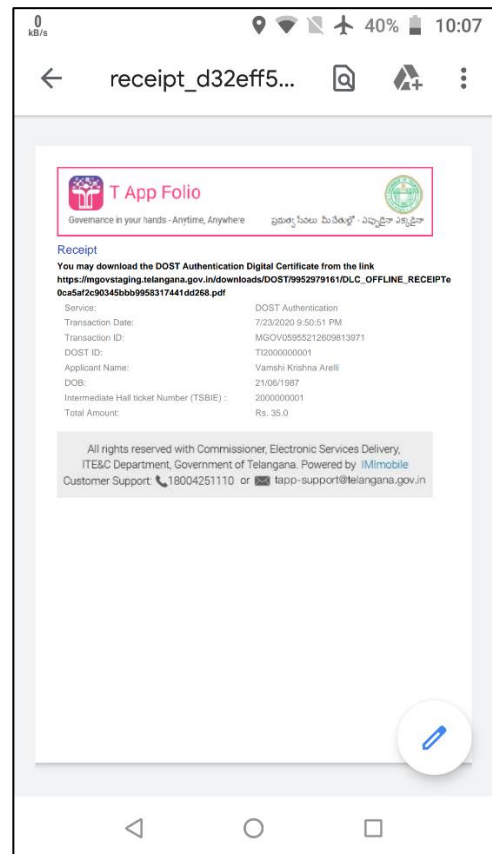 0
kB/s
40%
10:07
receipt_d32eff5...
T App Folio
Governance in your hands - Anytime, Anywhere
ప్రభుత్వ సేవలు మీ చేతుల్లో - ఎప్పుడైనా ఎక్కడైనా
Receipt
You may download the DOST Authentication Digital Certificate from the link
https://mgovstaging.telangana.gov.in/downloads/DOST/9952979161/DLC_OFFLINE_RECEIPTe
0ca5af2c90345bbb9958317441dd268.pdf
Service: DOST Authentication
Transaction Date: 7/23/2020 9:50:51 PM
Transaction ID: MGOV05955212609813971
DOST ID: TI2000000001
Applicant Name: Vamshi Krishna Arelli
DOB: 21/06/1987
Intermediate Hall ticket Number (TSBIE) : 2000000001
Total Amount: Rs. 35.0
All rights reserved with Commissioner, Electronic Services Delivery,
ITE&C Department, Government of Telangana. Powered by IMImobile
Customer Support: 18004251110 or tapp-support@telangana.gov.in